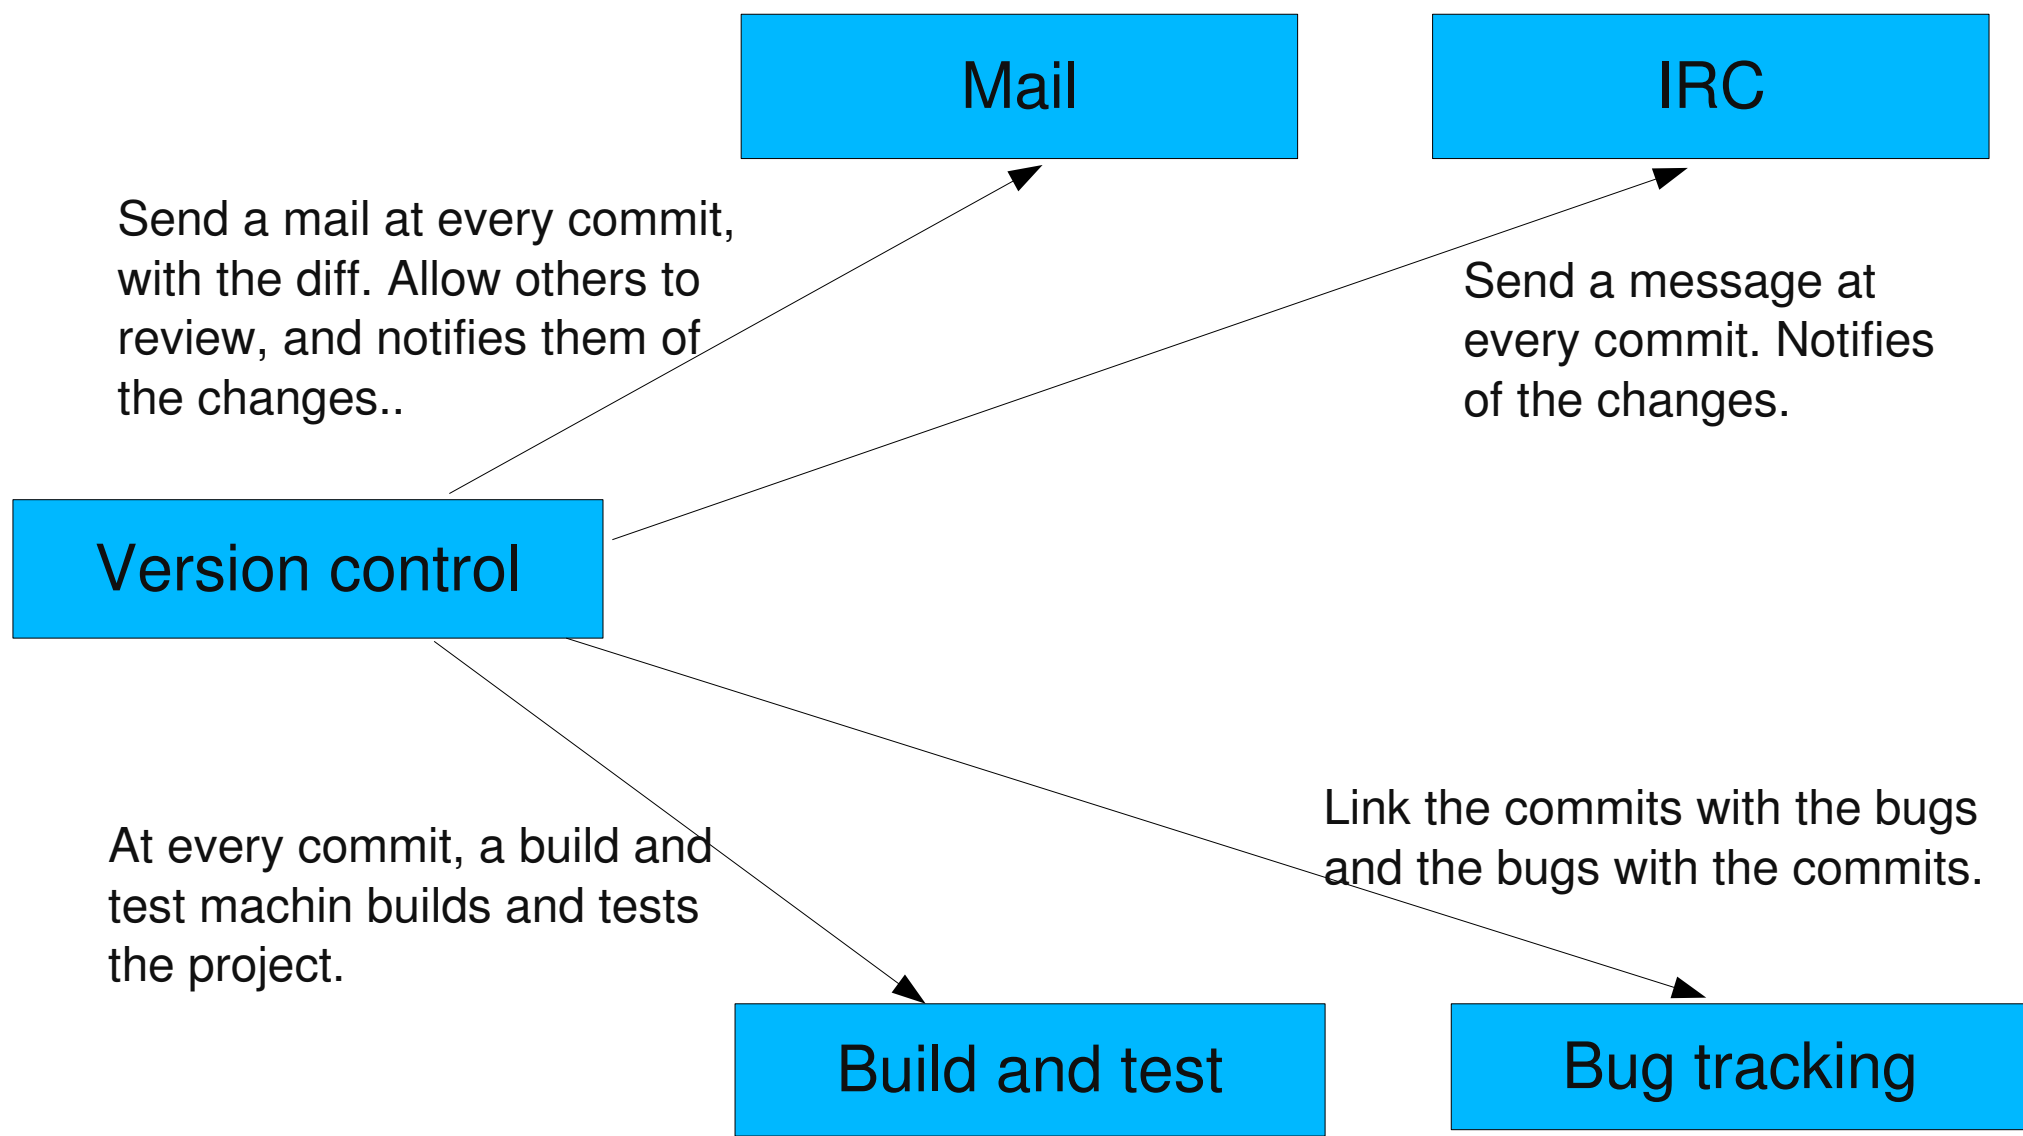 Mail
IRC
Send a mail at every commit,
with the diff. Allow others to
review, and notifies them of
the changes..
Send a message at
every commit. Notifies
of the changes.
Version control
At every commit, a build and
test machin builds and tests
the project.
Link the commits with the bugs
and the bugs with the commits.
Build and test
Bug tracking